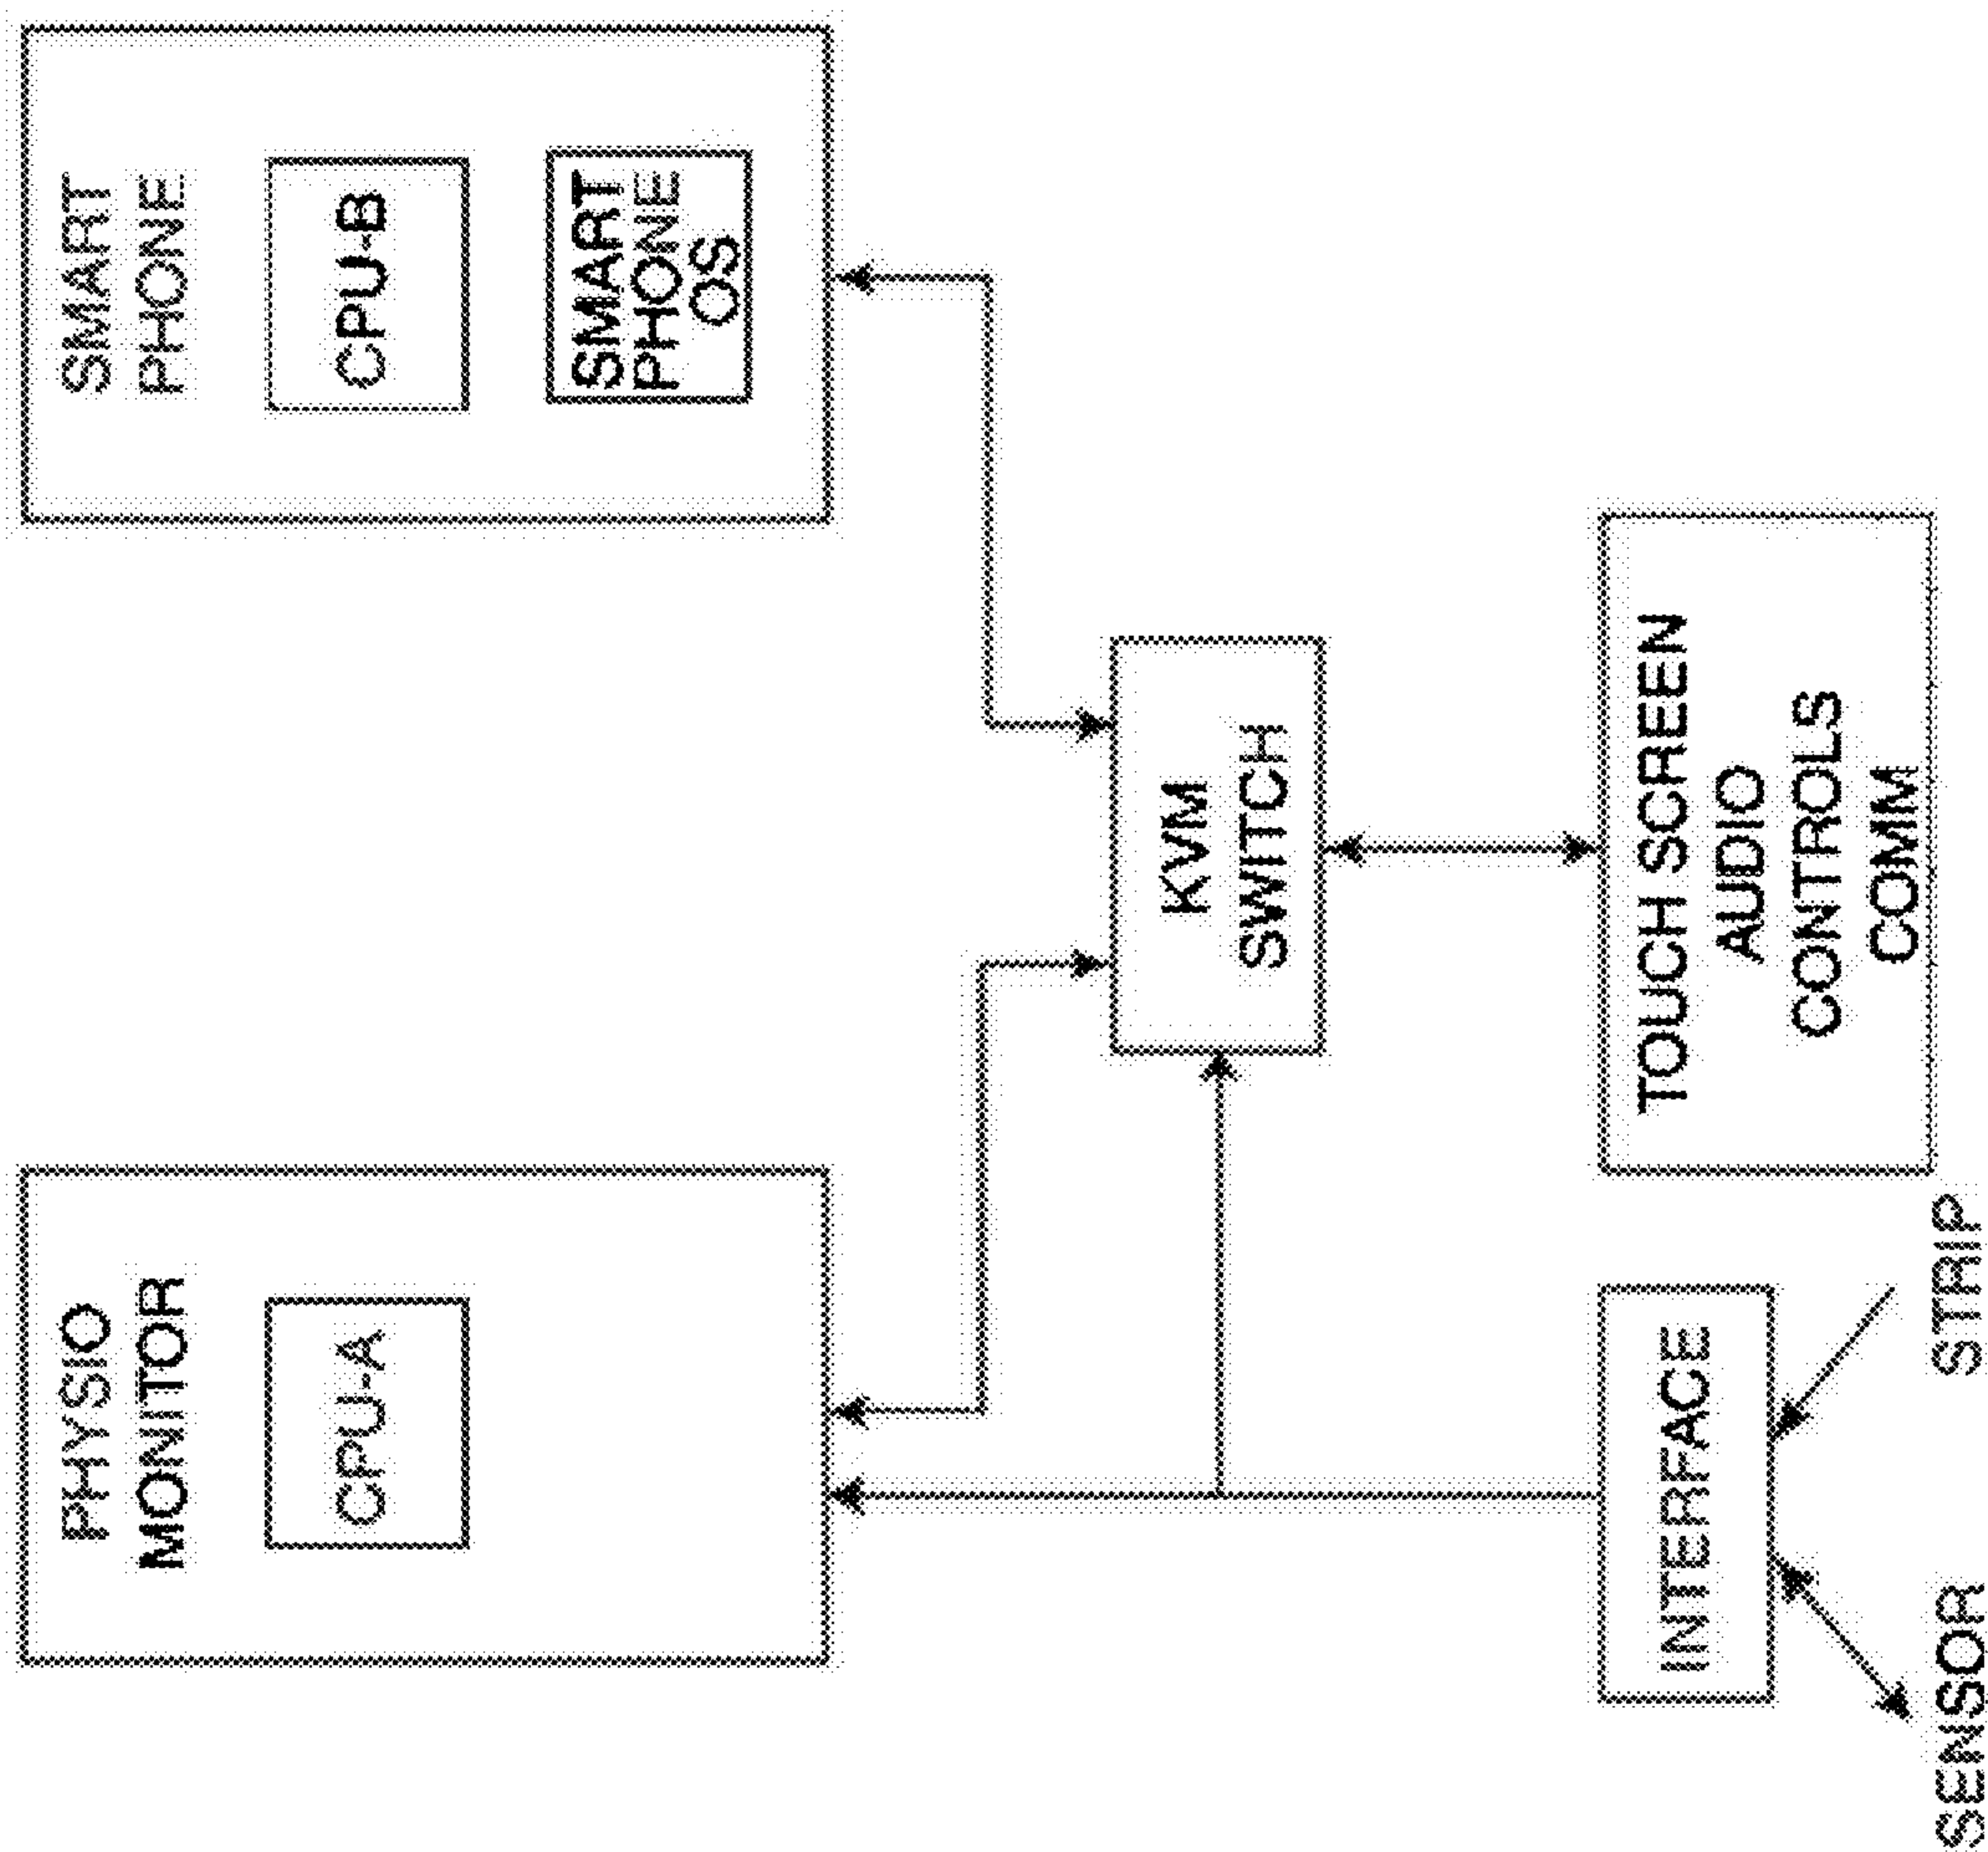 PHYSIO
MONITOR
CPU-A
SMART
PHONE
CPU-B
SMART
PHONE
OS
KVM
SWITCH
INTERFACE
TOUCH SCREEN
AUDIO
CONTROLS
COMM
SENSOR
STRIP